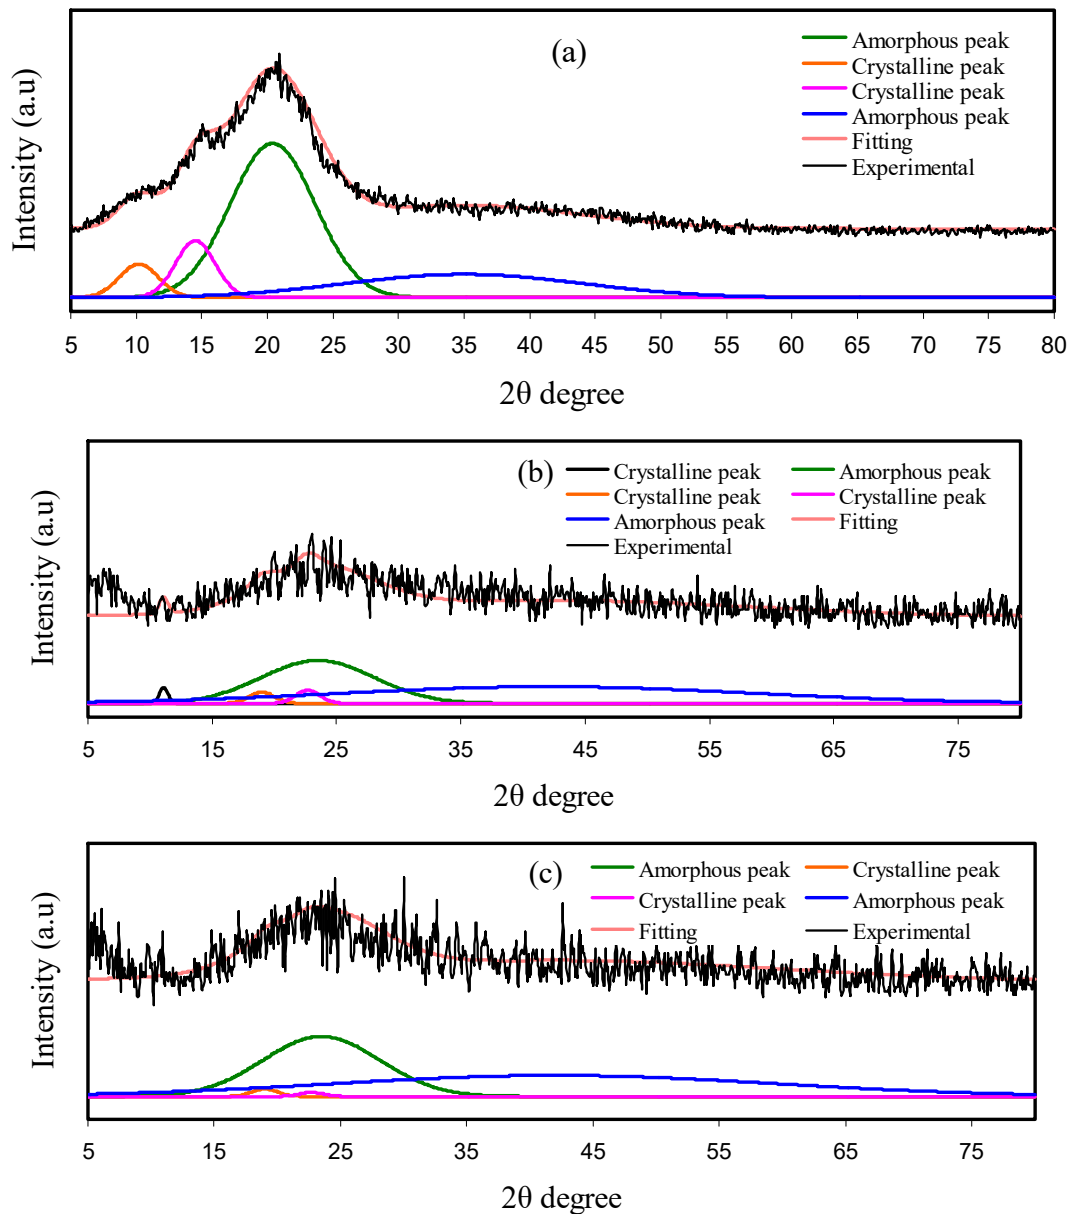 (a)
Amorphous peak
Crystalline peak
Crystalline peak
Amorphous peak
Fitting
Experimental
Intensity (a.u)
5 10 15 20 25 30 35 40 45 50 55 60 65 70 75 80
2θ degree
(b)
Crystalline peak Amorphous peak
Crystalline peak Crystalline peak
Amorphous peak Fitting
Experimental
Intensity (a.u)
5 15 25 35 45 55 65 75
2θ degree
(c)
Amorphous peak Crystalline peak
Crystalline peak Amorphous peak
Fitting Experimental
Intensity (a.u)
5 15 25 35 45 55 65 75
2θ degree